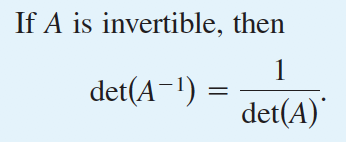 If A is invertible, then
det(A⁻¹) = 1/det(A).